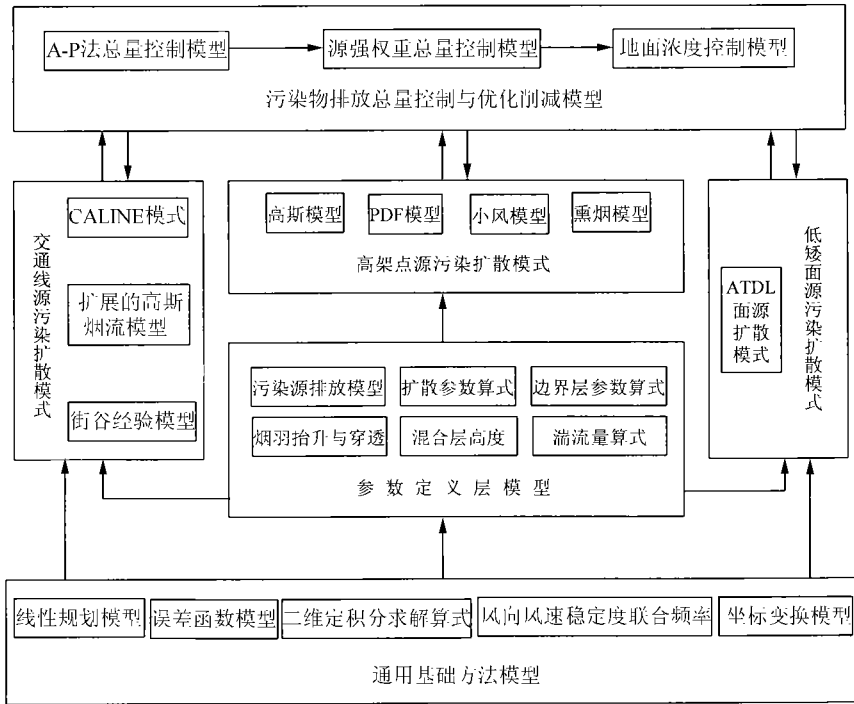 A-P法总量控制模型
源强权重总量控制模型
地面浓度控制模型
污染物排放总量控制与优化削减模型
交通线源污染扩散模式
CALINE模式
扩展的高斯
烟流模型
街谷经验模型
高斯模型
PDF模型
小风模型
熏烟模型
高架点源污染扩散模式
ATDL
面源
扩散
模式
低矮面源污染扩散模式
污染源排放模型
扩散参数算式
边界层参数算式
烟羽抬升与穿透
混合层高度
湍流量算式
参数定义层模型
线性规划模型
误差函数模型
二维定积分求解算式
风向风速稳定度联合频率
坐标变换模型
通用基础方法模型